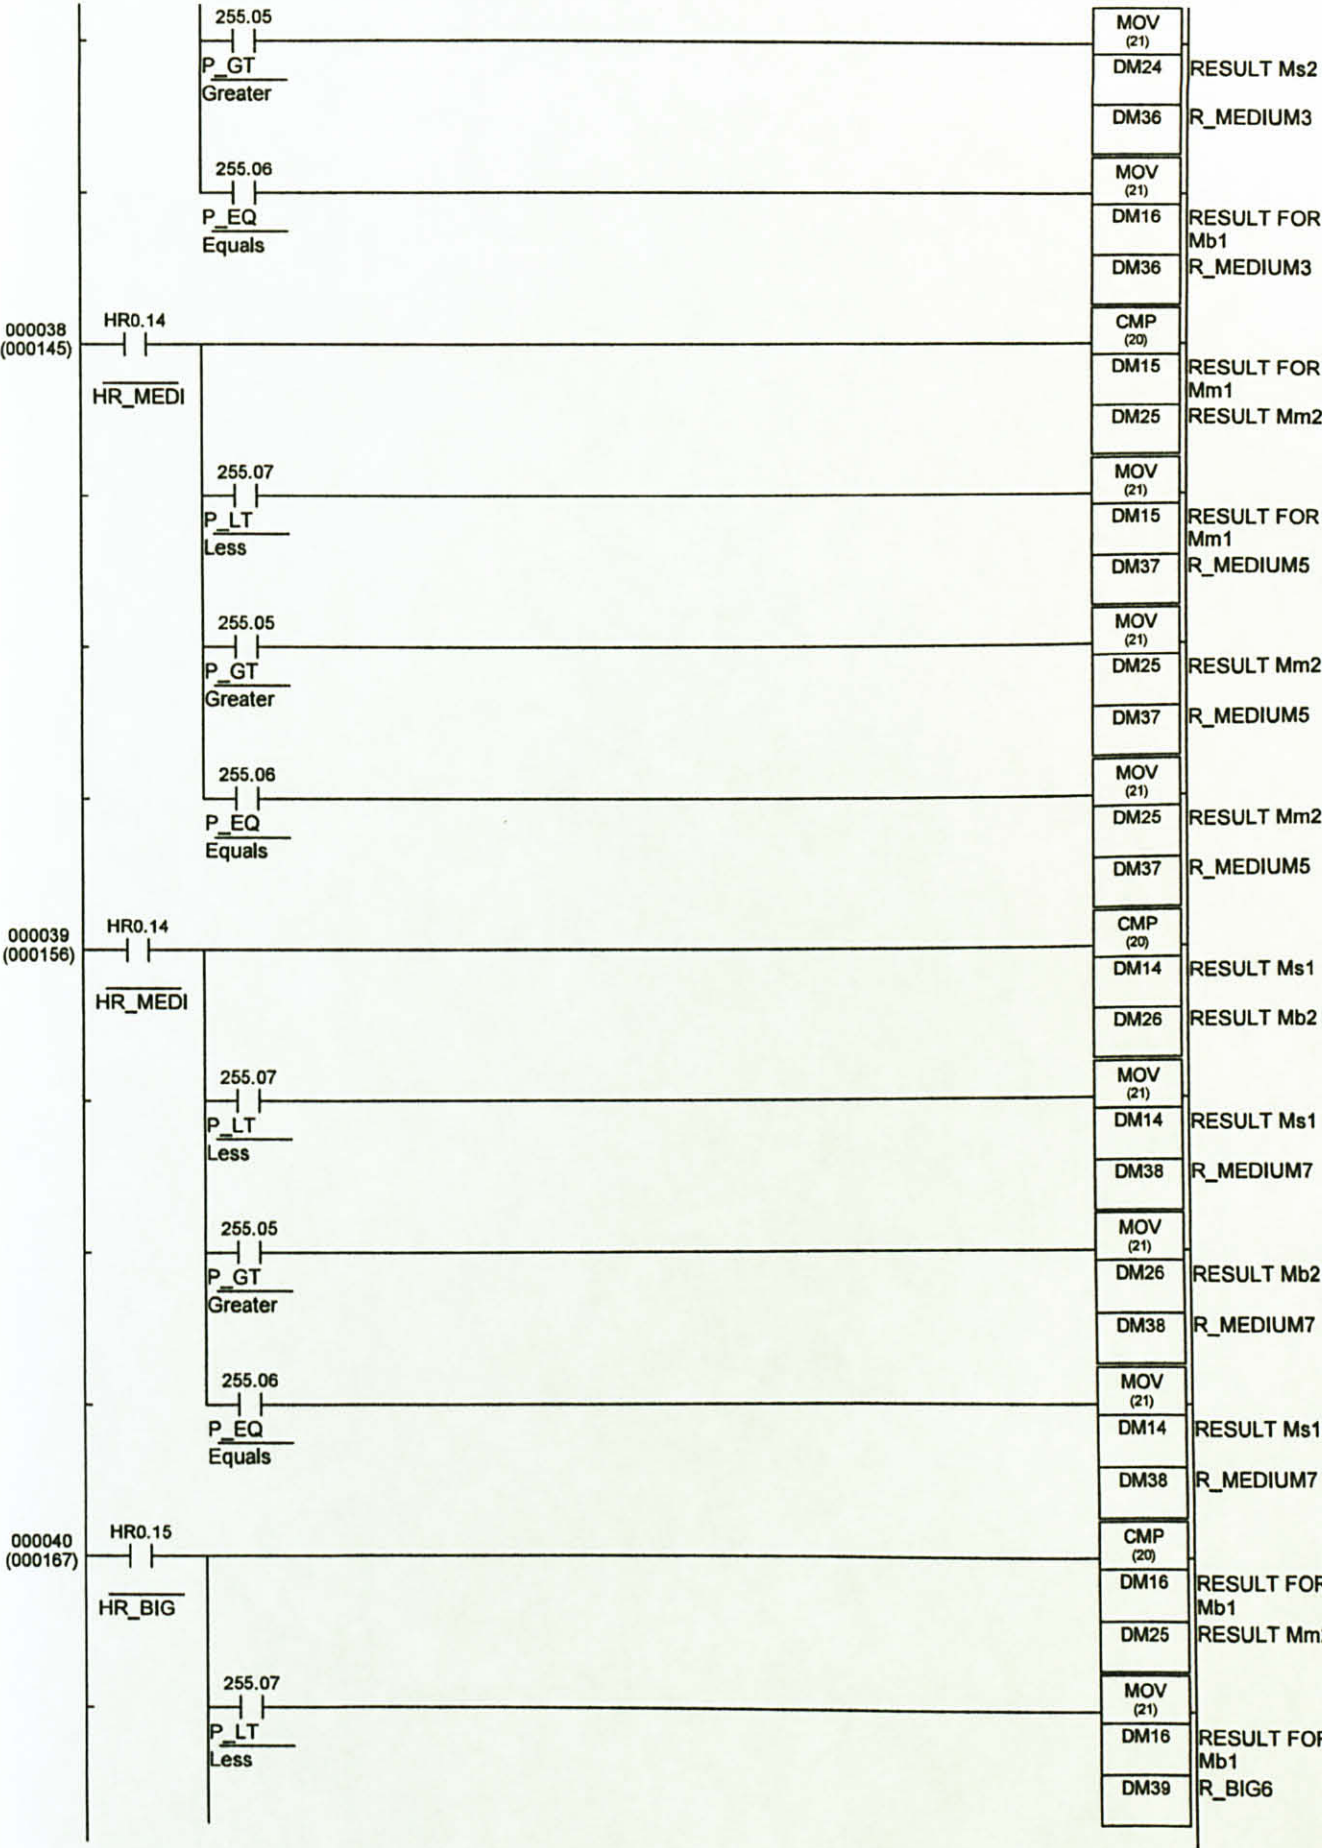 255.05
P_GT
Greater
MOV
(21)
DM24 RESULT Ms2
DM36 R_MEDIUM3
255.06
P_EQ
Equals
MOV
(21)
DM16 RESULT FOR
Mb1
DM36 R_MEDIUM3
000038
(000145)
HR0.14
HR_MEDI
CMP
(20)
DM15 RESULT FOR
Mm1
DM25 RESULT Mm2
255.07
P_LT
Less
MOV
(21)
DM15 RESULT FOR
Mm1
DM37 R_MEDIUM5
255.05
P_GT
Greater
MOV
(21)
DM25 RESULT Mm2
DM37 R_MEDIUM5
255.06
P_EQ
Equals
MOV
(21)
DM25 RESULT Mm2
DM37 R_MEDIUM5
000039
(000156)
HR0.14
HR_MEDI
CMP
(20)
DM14 RESULT Ms1
DM26 RESULT Mb2
255.07
P_LT
Less
MOV
(21)
DM14 RESULT Ms1
DM38 R_MEDIUM7
255.05
P_GT
Greater
MOV
(21)
DM26 RESULT Mb2
DM38 R_MEDIUM7
255.06
P_EQ
Equals
MOV
(21)
DM14 RESULT Ms1
DM38 R_MEDIUM7
000040
(000167)
HR0.15
HR_BIG
CMP
(20)
DM16 RESULT FOR
Mb1
DM25 RESULT
255.07
P_LT
Less
MOV
(21)
DM16 RESULT FOR
Mb1
DM39 R_BIG6